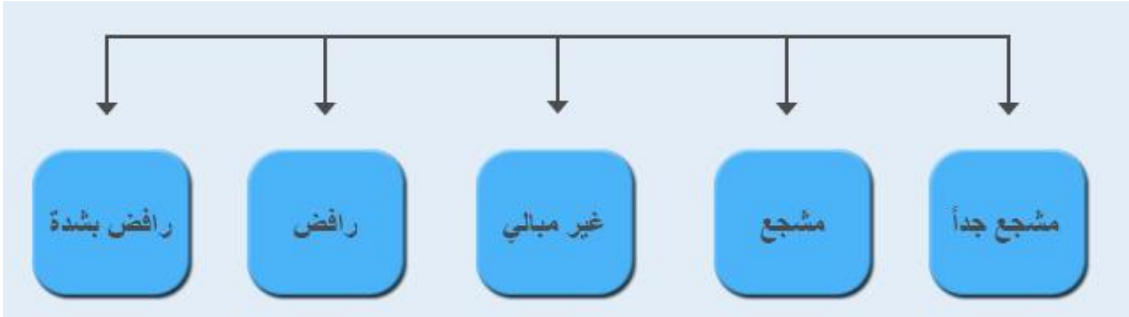 مشجع جداً
مشجع
غير مبالي
رافض
رافض بشدة